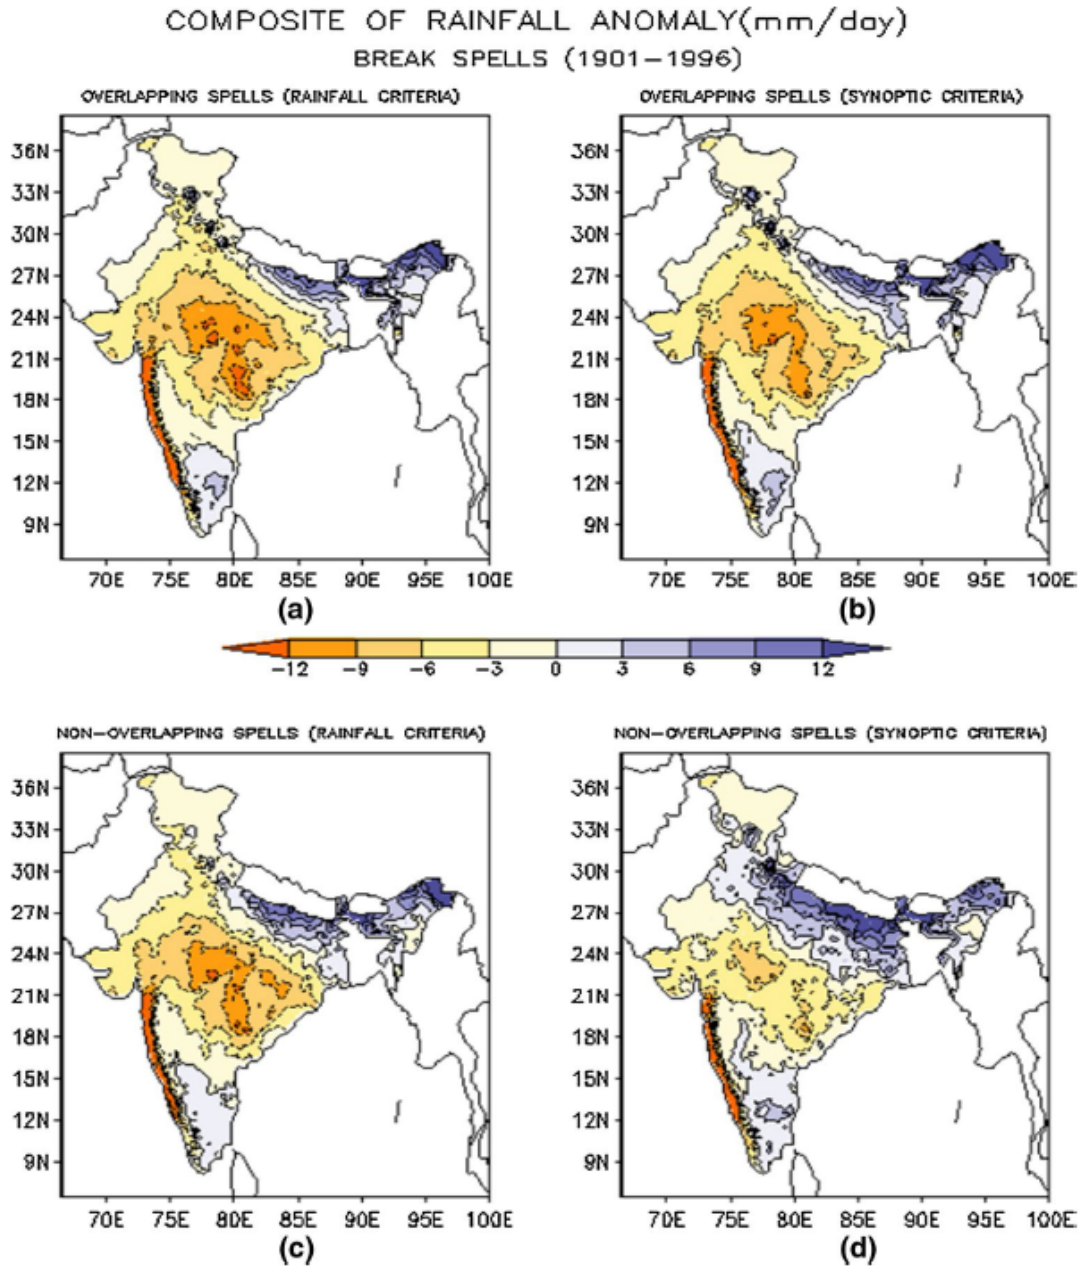 COMPOSITE OF RAINFALL ANOMALY(mm/day)
BREAK SPELLS (1901-1996)
OVERLAPPING SPELLS (RAINFALL CRITERIA)
36N
33N
30N
27N
24N
21N
18N
15N
12N
9N
70E 75E 80E 85E 90E 95E 100E
(a)
OVERLAPPING SPELLS (SYNOPTIC CRITERIA)
36N
33N
30N
27N
24N
21N
18N
15N
12N
9N
70E 75E 80E 85E 90E 95E 100E
(b)
-12 -9 -6 -3 0 3 6 9 12
NON-OVERLAPPING SPELLS (RAINFALL CRITERIA)
36N
33N
30N
27N
24N
21N
18N
15N
12N
9N
70E 75E 80E 85E 90E 95E 100E
(c)
NON-OVERLAPPING SPELLS (SYNOPTIC CRITERIA)
36N
33N
30N
27N
24N
21N
18N
15N
12N
9N
70E 75E 80E 85E 90E 95E 100E
(d)